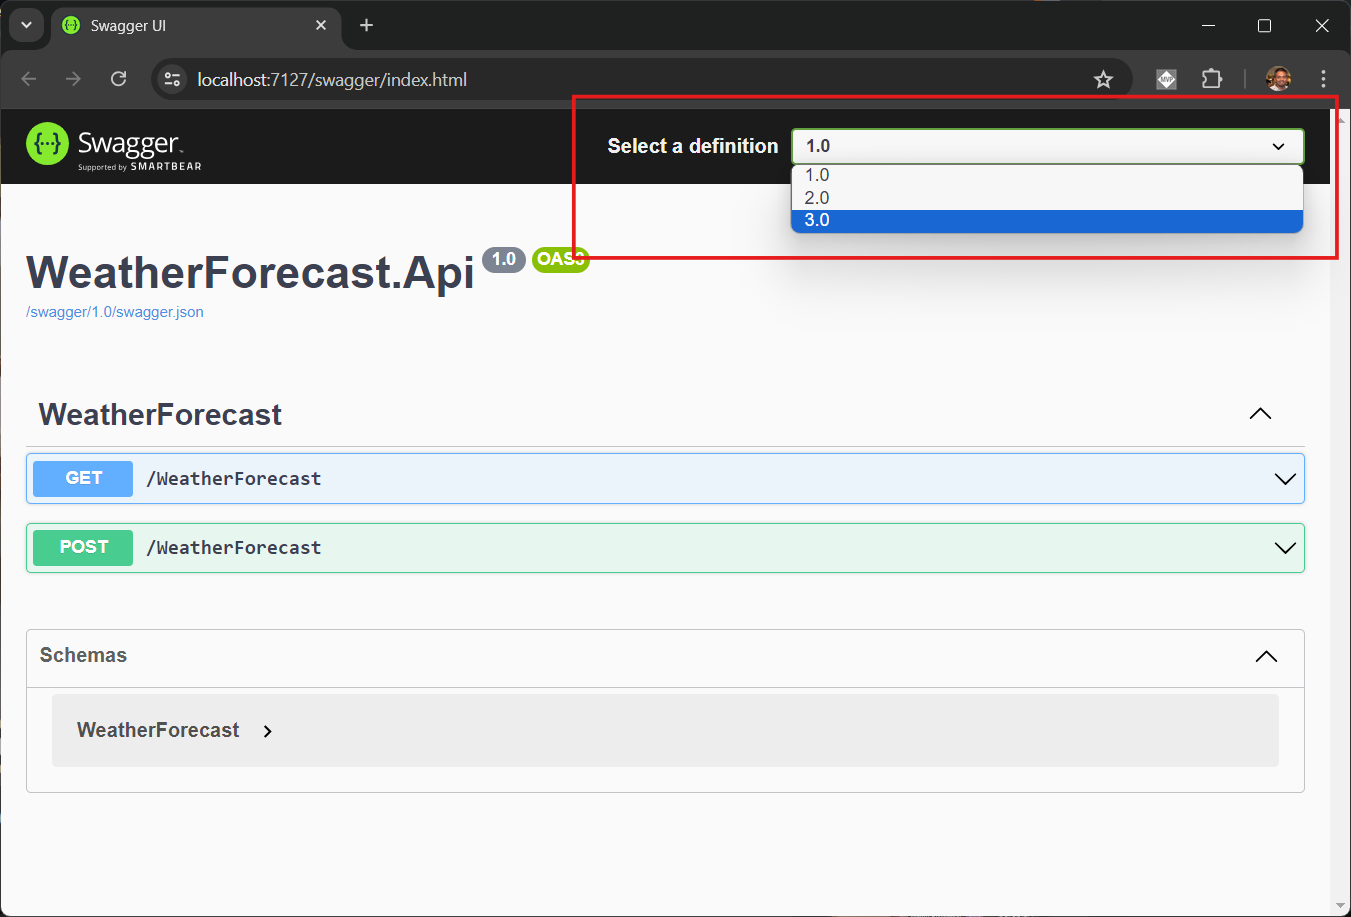 Swagger UI
localhost:7127/swagger/index.html
MVP
Swagger
Supported by SMARTBEAR
Select a definition
1.0
1.0
2.0
3.0
WeatherForecast.Api
1.0
OAS3
/swagger/1.0/swagger.json
WeatherForecast
GET
/WeatherForecast
POST
/WeatherForecast
Schemas
WeatherForecast